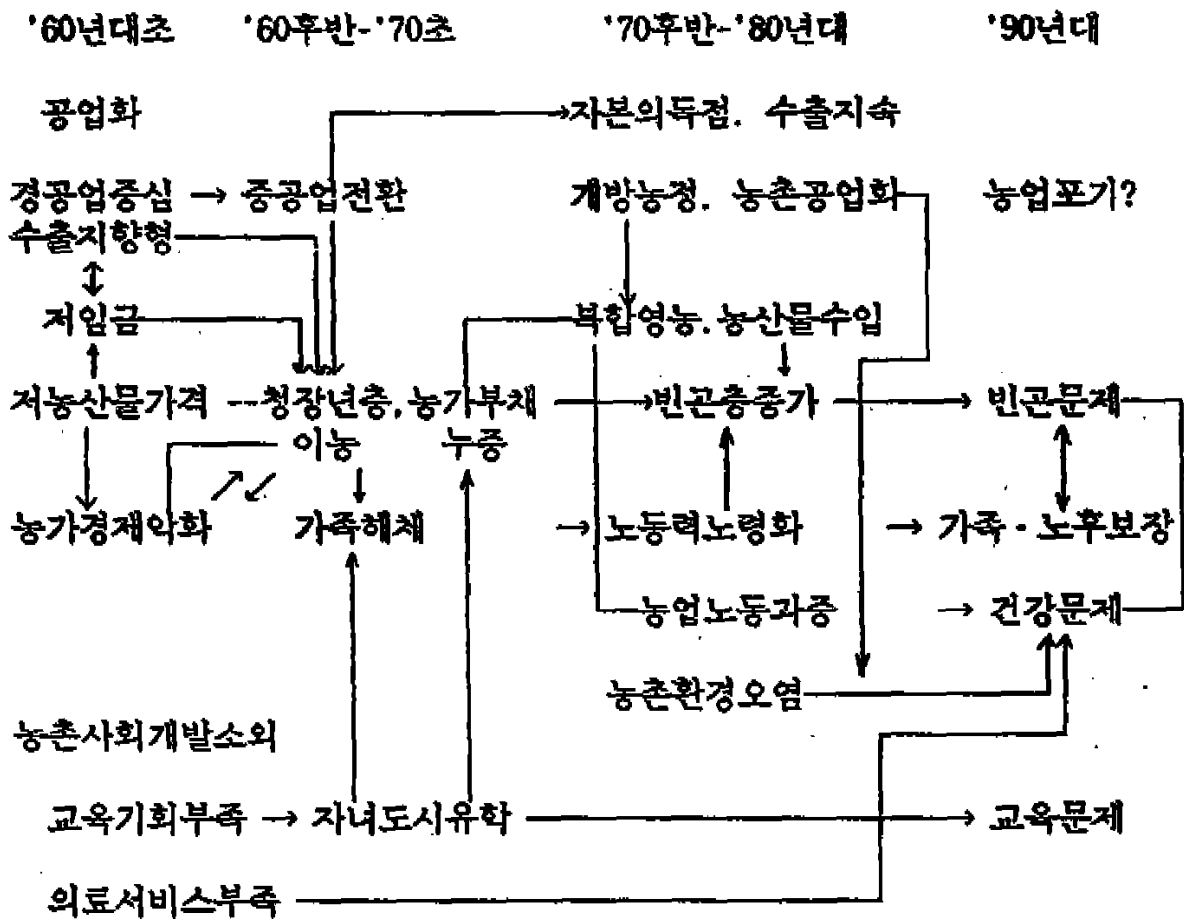 '60년대초 '60후반-'70초 '70후반-'80년대 '90년대
공업화 자본의득점. 수출지속
경공업중심 → 중공업전환 개방농정. 농촌공업화 농업포기?
수출지향형
저임금 복합영농.농산물수입
저농산물가격 --청장년층,농가부채 → 빈곤층증가 → 빈곤문제
이농 누증
농가경재악화 가족해체 → 노동력노령화 → 가족·노후보장
농업노동과중 → 건강문제
농촌환경오염
농촌사회개발소외
교육기회부족 → 자녀도시유학 → 교육문제
의료서비스부족